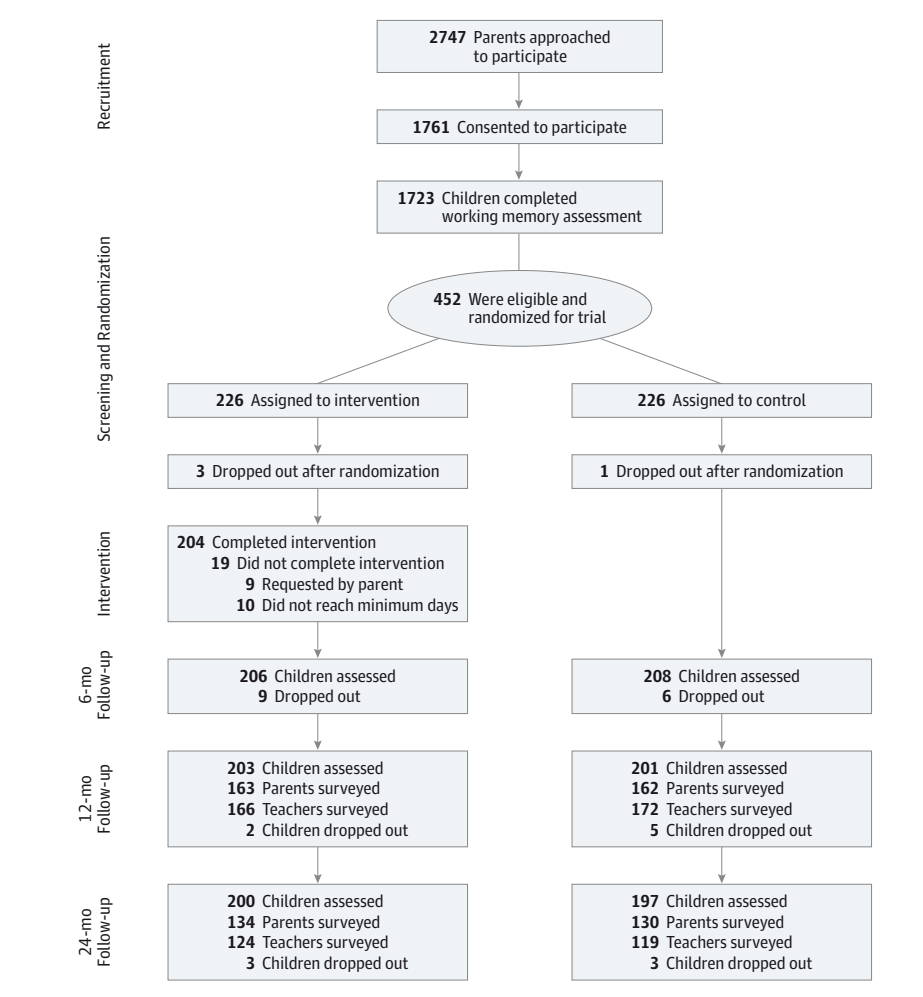 Recruitment
2747 Parents approached
to participate
1761 Consented to participate
Screening and Randomization
1723 Children completed
working memory assessment
452 Were eligible and
randomized for trial
226 Assigned to intervention
226 Assigned to control
3 Dropped out after randomization
1 Dropped out after randomization
Intervention
204 Completed intervention
19 Did not complete intervention
9 Requested by parent
10 Did not reach minimum days
6-mo
Follow-up
206 Children assessed
9 Dropped out
208 Children assessed
6 Dropped out
12-mo
Follow-up
203 Children assessed
163 Parents surveyed
166 Teachers surveyed
2 Children dropped out
201 Children assessed
162 Parents surveyed
172 Teachers surveyed
5 Children dropped out
24-mo
Follow-up
200 Children assessed
134 Parents surveyed
124 Teachers surveyed
3 Children dropped out
197 Children assessed
130 Parents surveyed
119 Teachers surveyed
3 Children dropped out